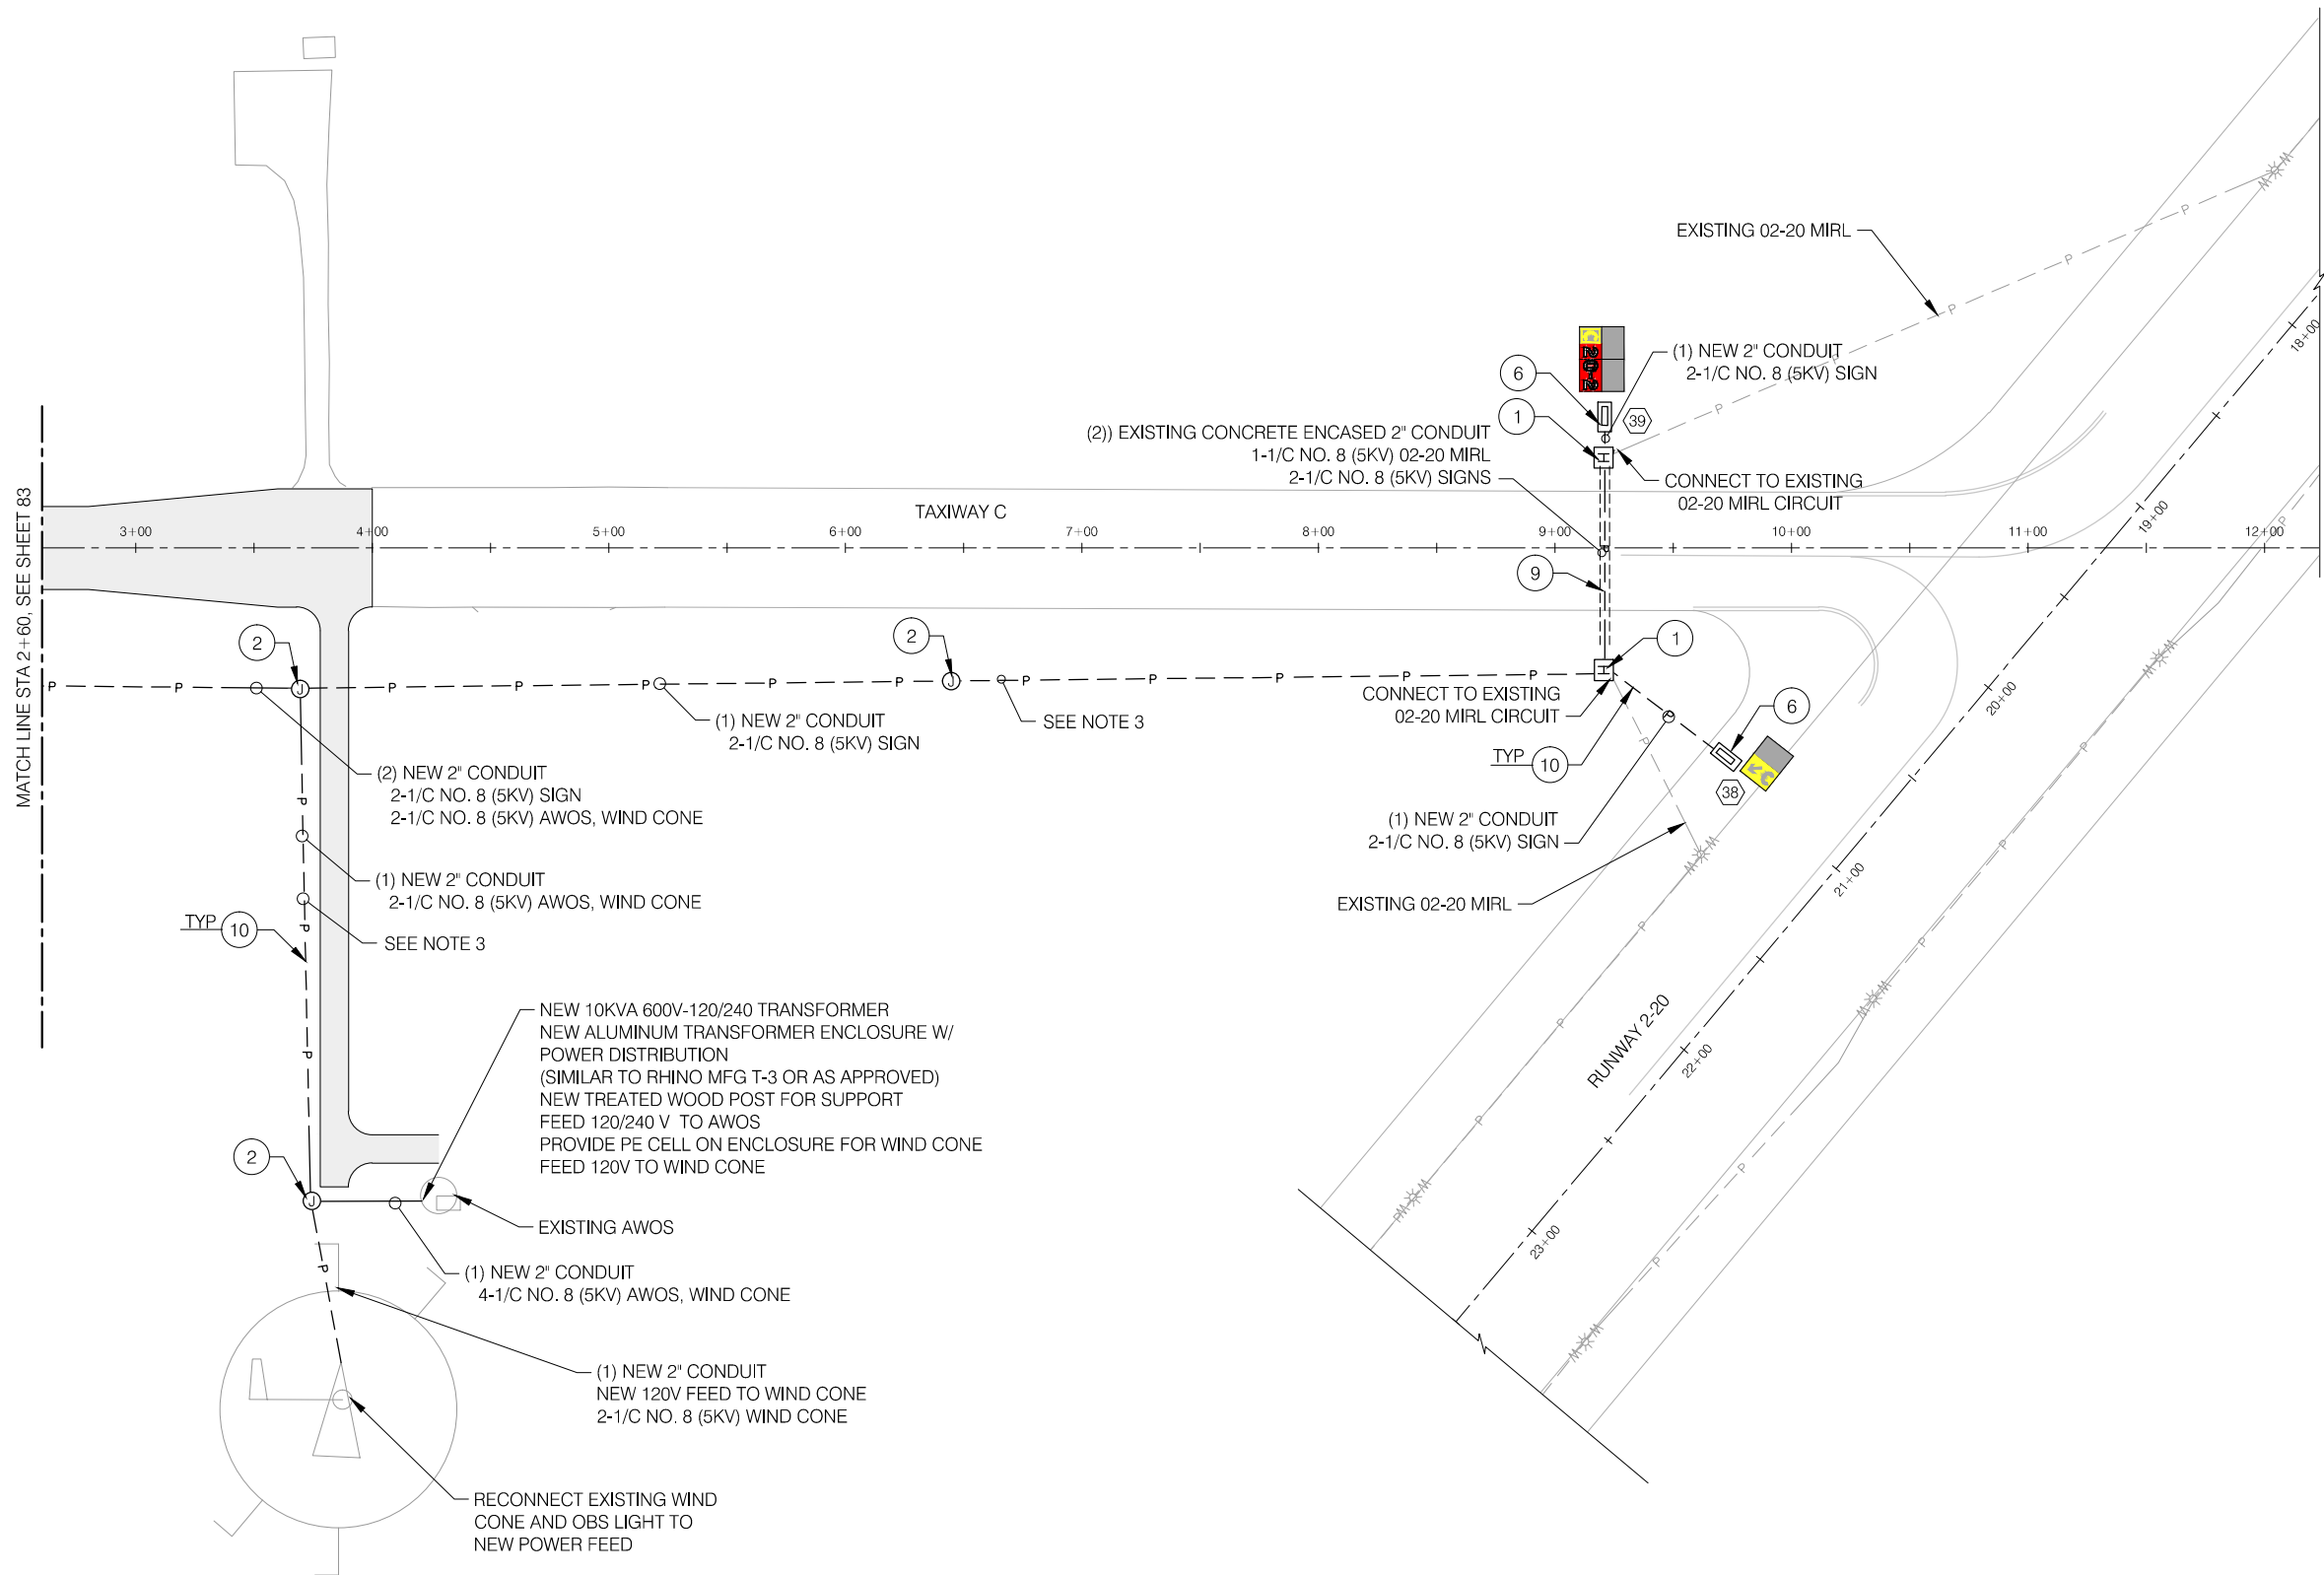 EXISTING 02-20 MIRL
(1) NEW 2" CONDUIT
2-1/C NO. 8 (5KV) SIGN
C
20-2
6
1
39
(2)) EXISTING CONCRETE ENCASED 2" CONDUIT
1-1/C NO. 8 (5KV) 02-20 MIRL
2-1/C NO. 8 (5KV) SIGNS
CONNECT TO EXISTING
02-20 MIRL CIRCUIT
H
MATCH LINE STA 2+60, SEE SHEET 83
TAXIWAY C
3+00
4+00
5+00
6+00
7+00
8+00
9+00
10+00
11+00
12+00
18+00
19+00
20+00
21+00
22+00
23+00
RUNWAY 2-20
9
2
2
1
J
J
H
P P P P P P P P P P P P
(1) NEW 2" CONDUIT
2-1/C NO. 8 (5KV) SIGN
SEE NOTE 3
CONNECT TO EXISTING
02-20 MIRL CIRCUIT
6
TYP 10
C
38
(2) NEW 2" CONDUIT
2-1/C NO. 8 (5KV) SIGN
2-1/C NO. 8 (5KV) AWOS, WIND CONE
(1) NEW 2" CONDUIT
2-1/C NO. 8 (5KV) SIGN
(1) NEW 2" CONDUIT
2-1/C NO. 8 (5KV) AWOS, WIND CONE
EXISTING 02-20 MIRL
TYP 10
SEE NOTE 3
NEW 10KVA 600V-120/240 TRANSFORMER
NEW ALUMINUM TRANSFORMER ENCLOSURE W/
POWER DISTRIBUTION
(SIMILAR TO RHINO MFG T-3 OR AS APPROVED)
NEW TREATED WOOD POST FOR SUPPORT
FEED 120/240 V TO AWOS
PROVIDE PE CELL ON ENCLOSURE FOR WIND CONE
FEED 120V TO WIND CONE
2
J
EXISTING AWOS
(1) NEW 2" CONDUIT
4-1/C NO. 8 (5KV) AWOS, WIND CONE
(1) NEW 2" CONDUIT
NEW 120V FEED TO WIND CONE
2-1/C NO. 8 (5KV) WIND CONE
RECONNECT EXISTING WIND
CONE AND OBS LIGHT TO
NEW POWER FEED